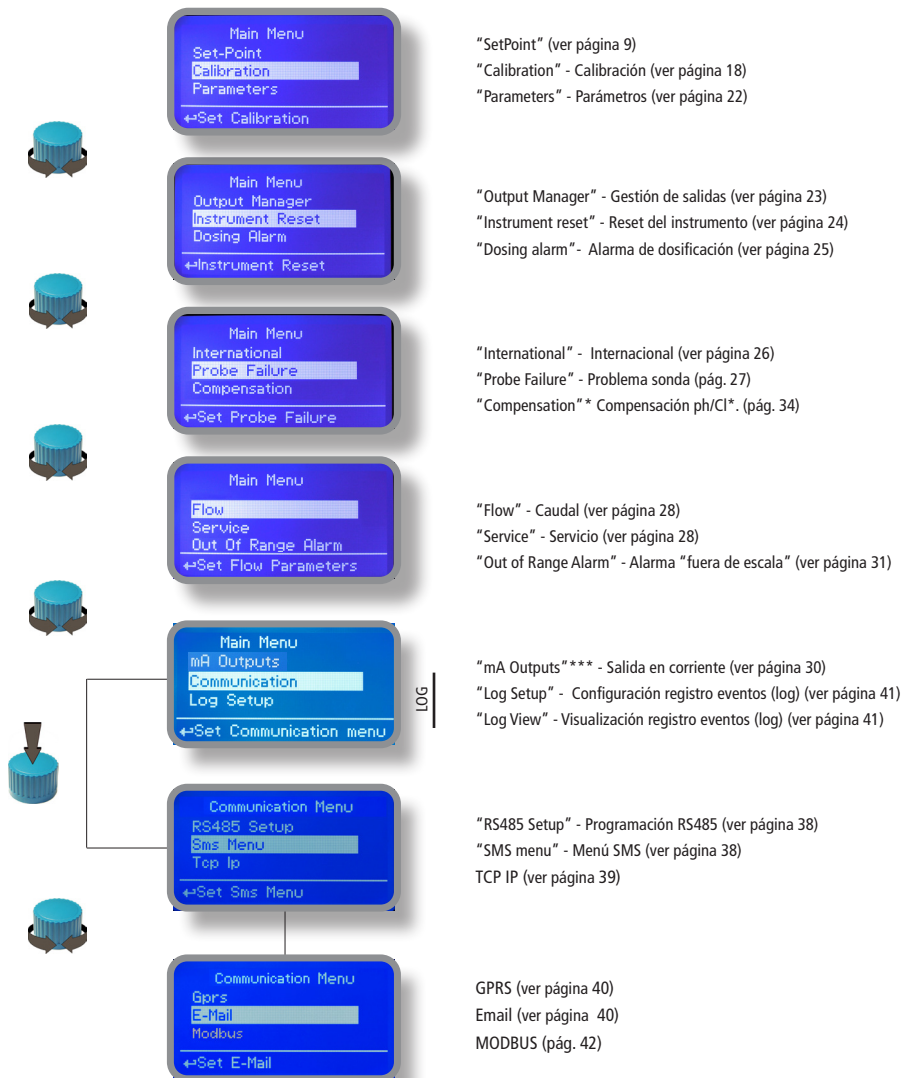 Main Menu
Set-Point
Calibration
Parameters
↵Set Calibration
"SetPoint" (ver página 9)
"Calibration" - Calibración (ver página 18)
"Parameters" - Parámetros (ver página 22)
Main Menu
Output Manager
Instrument Reset
Dosing Alarm
↵Instrument Reset
"Output Manager" - Gestión de salidas (ver página 23)
"Instrument reset" - Reset del instrumento (ver página 24)
"Dosing alarm"- Alarma de dosificación (ver página 25)
Main Menu
International
Probe Failure
Compensation
↵Set Probe Failure
"International" - Internacional (ver página 26)
"Probe Failure" - Problema sonda (pág. 27)
"Compensation"* Compensación ph/Cl*. (pág. 34)
Main Menu
Flow
Service
Out Of Range Alarm
↵Set Flow Parameters
"Flow" - Caudal (ver página 28)
"Service" - Servicio (ver página 28)
"Out of Range Alarm" - Alarma "fuera de escala" (ver página 31)
Main Menu
mA Outputs
Communication
Log Setup
↵Set Communication menu
LOG
"mA Outputs"*** - Salida en corriente (ver página 30)
"Log Setup" - Configuración registro eventos (log) (ver página 41)
"Log View" - Visualización registro eventos (log) (ver página 41)
Communication Menu
RS485 Setup
Sms Menu
Tcp Ip
↵Set Sms Menu
"RS485 Setup" - Programación RS485 (ver página 38)
"SMS menu" - Menú SMS (ver página 38)
TCP IP (ver página 39)
Communication Menu
Gprs
E-Mail
Modbus
↵Set E-Mail
GPRS (ver página 40)
Email (ver página 40)
MODBUS (pág. 42)